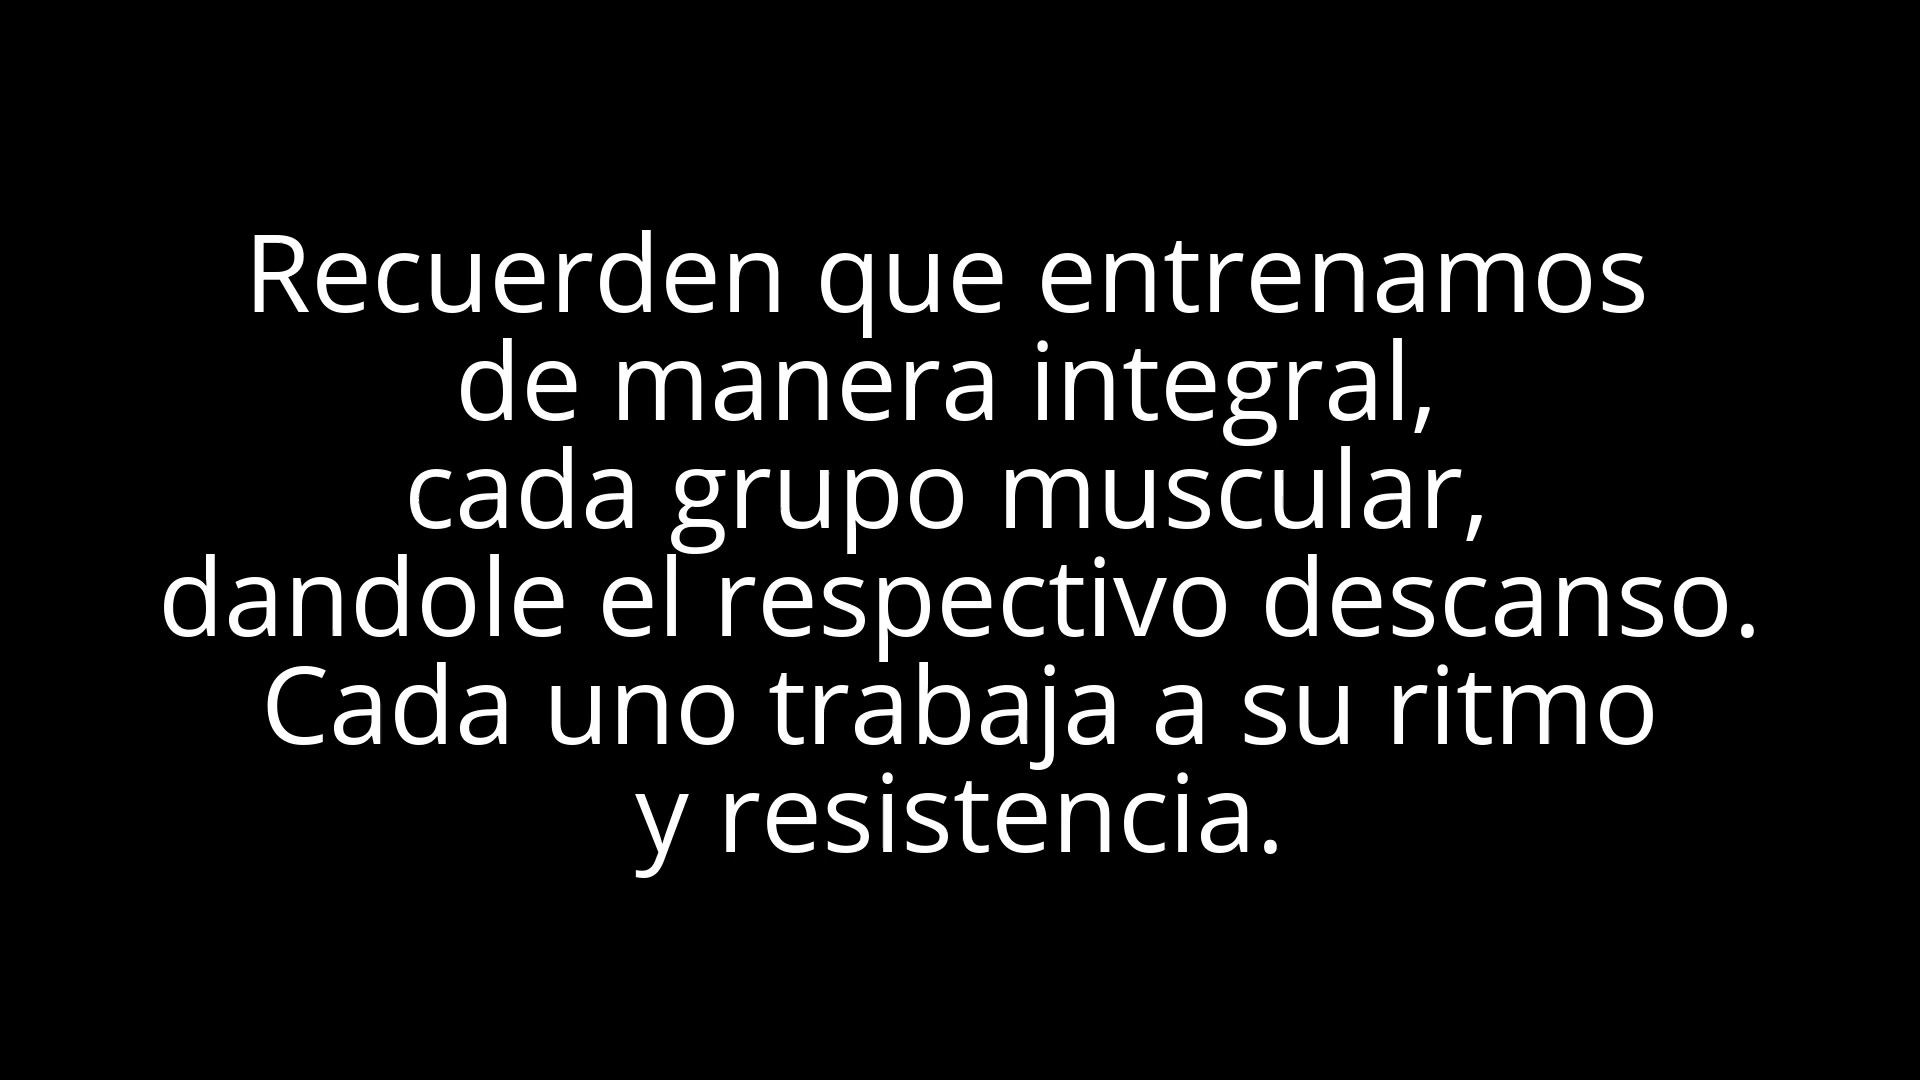 Recuerden que entrenamos
de manera integral,
cada grupo muscular,
dandole el respectivo descanso.
Cada uno trabaja a su ritmo
y resistencia.